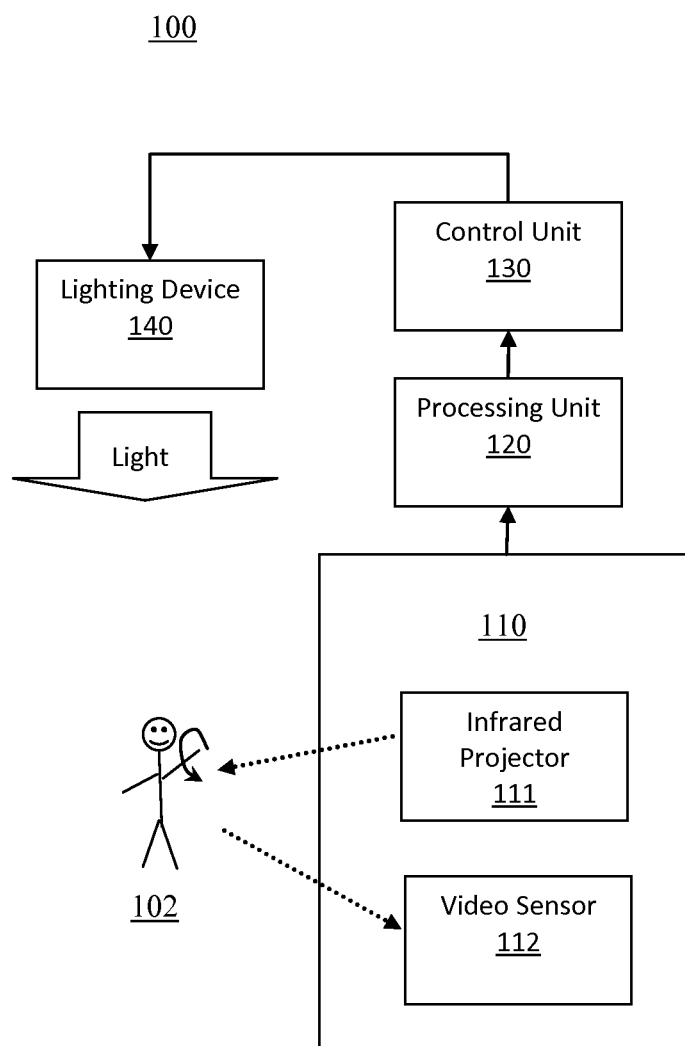 100
Control Unit
130
Lighting Device
140
Processing Unit
120
Light
110
Infrared
Projector
111
Video Sensor
112
102